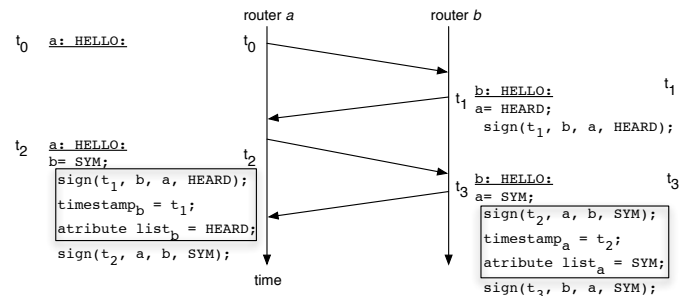 router a
router b
t0
a: HELLO:
t0
t1
b: HELLO:
t1
a= HEARD;
sign(t1, b, a, HEARD);
t2
a: HELLO:
t2
b= SYM;
sign(t1, b, a, HEARD);
timestampb = t1;
atribute listb = HEARD;
sign(t2, a, b, SYM);
t3
b: HELLO:
t3
a= SYM;
sign(t2, a, b, SYM);
timestampa = t2;
atribute lista = SYM;
sign(t3, b, a, SYM);
time